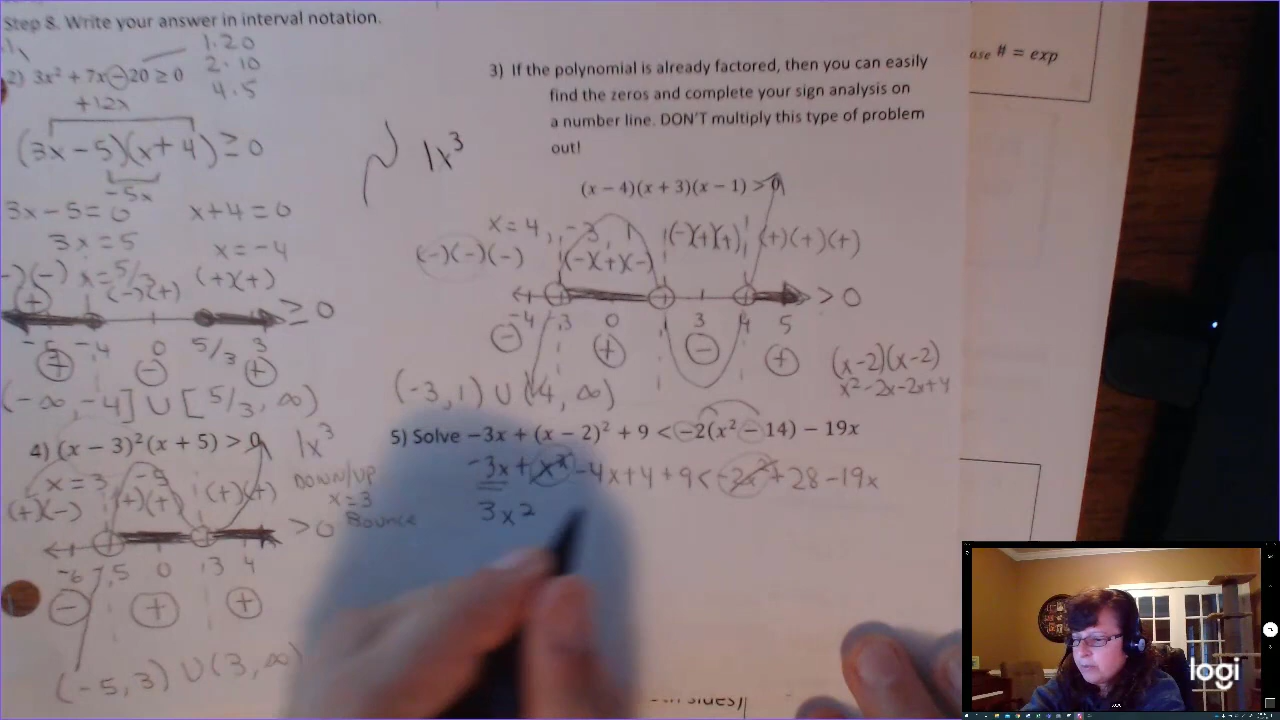 Step 8. Write your answer in interval notation.
1·20
2·10
4·5
2) 3x² + 7x − 20 ≥ 0
+12x
(3x − 5)(x + 4) ≥ 0
−5x
3x − 5 = 0 x + 4 = 0
3x = 5 x = −4
x = 5/3
(−)(+) (+)(+)
≥ 0
−5 −4 0 5/3 3
+ − +
(−∞, −4] ∪ [5/3, ∞)
4) (x − 3)²(x + 5) > 0 1x³
x = 3, −5
DOWN/UP
x = 3
Bounce
(+)(−) (+)(+) (+)(+)
> 0
−6 −5 0 3 4
− + +
(−5, 3) ∪ (3, ∞)
1x³
3) If the polynomial is already factored, then you can easily
find the zeros and complete your sign analysis on
a number line. DON'T multiply this type of problem
out!
(x − 4)(x + 3)(x − 1) > 0
x = 4, −3, 1
(−)(−)(−) (−)(+)(−) (−)(+)(+) (+)(+)(+)
> 0
−4 −3 0 1 3 4 5
− + − +
(−3, 1) ∪ (4, ∞)
(x−2)(x−2)
x² −2x −2x +4
5) Solve −3x + (x − 2)² + 9 < −2(x² − 14) − 19x
−3x + x² − 4x + 4 + 9 < −2x² + 28 − 19x
3x²
ase # = exp
logi